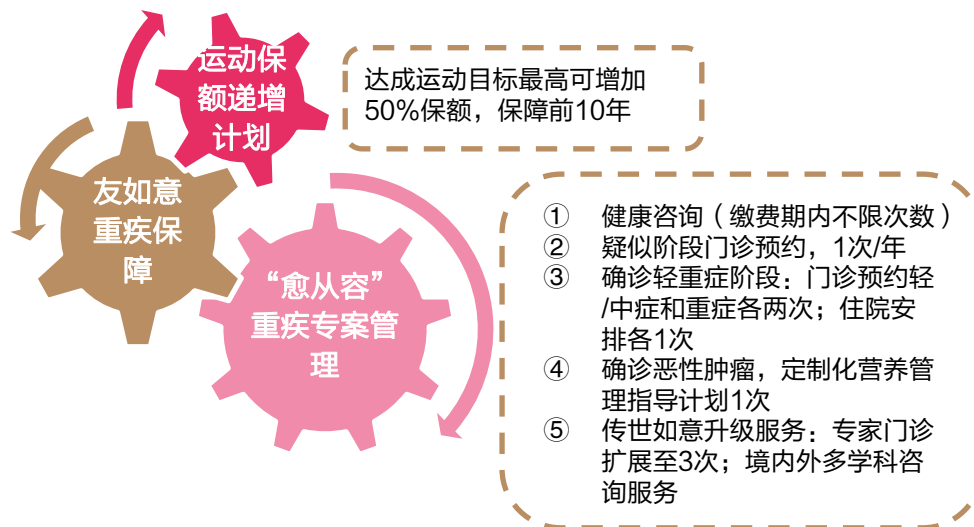 运动保
额递增
计划
达成运动目标最高可增加
50%保额，保障前10年
友如意
重疾保
障
“愈从容”
重疾专案管
理
① 健康咨询（缴费期内不限次数）
② 疑似阶段门诊预约，1次/年
③ 确诊轻重症阶段：门诊预约轻
/中症和重症各两次；住院安
排各1次
④ 确诊恶性肿瘤，定制化营养管
理指导计划1次
⑤ 传世如意升级服务：专家门诊
扩展至3次；境内外多学科咨
询服务